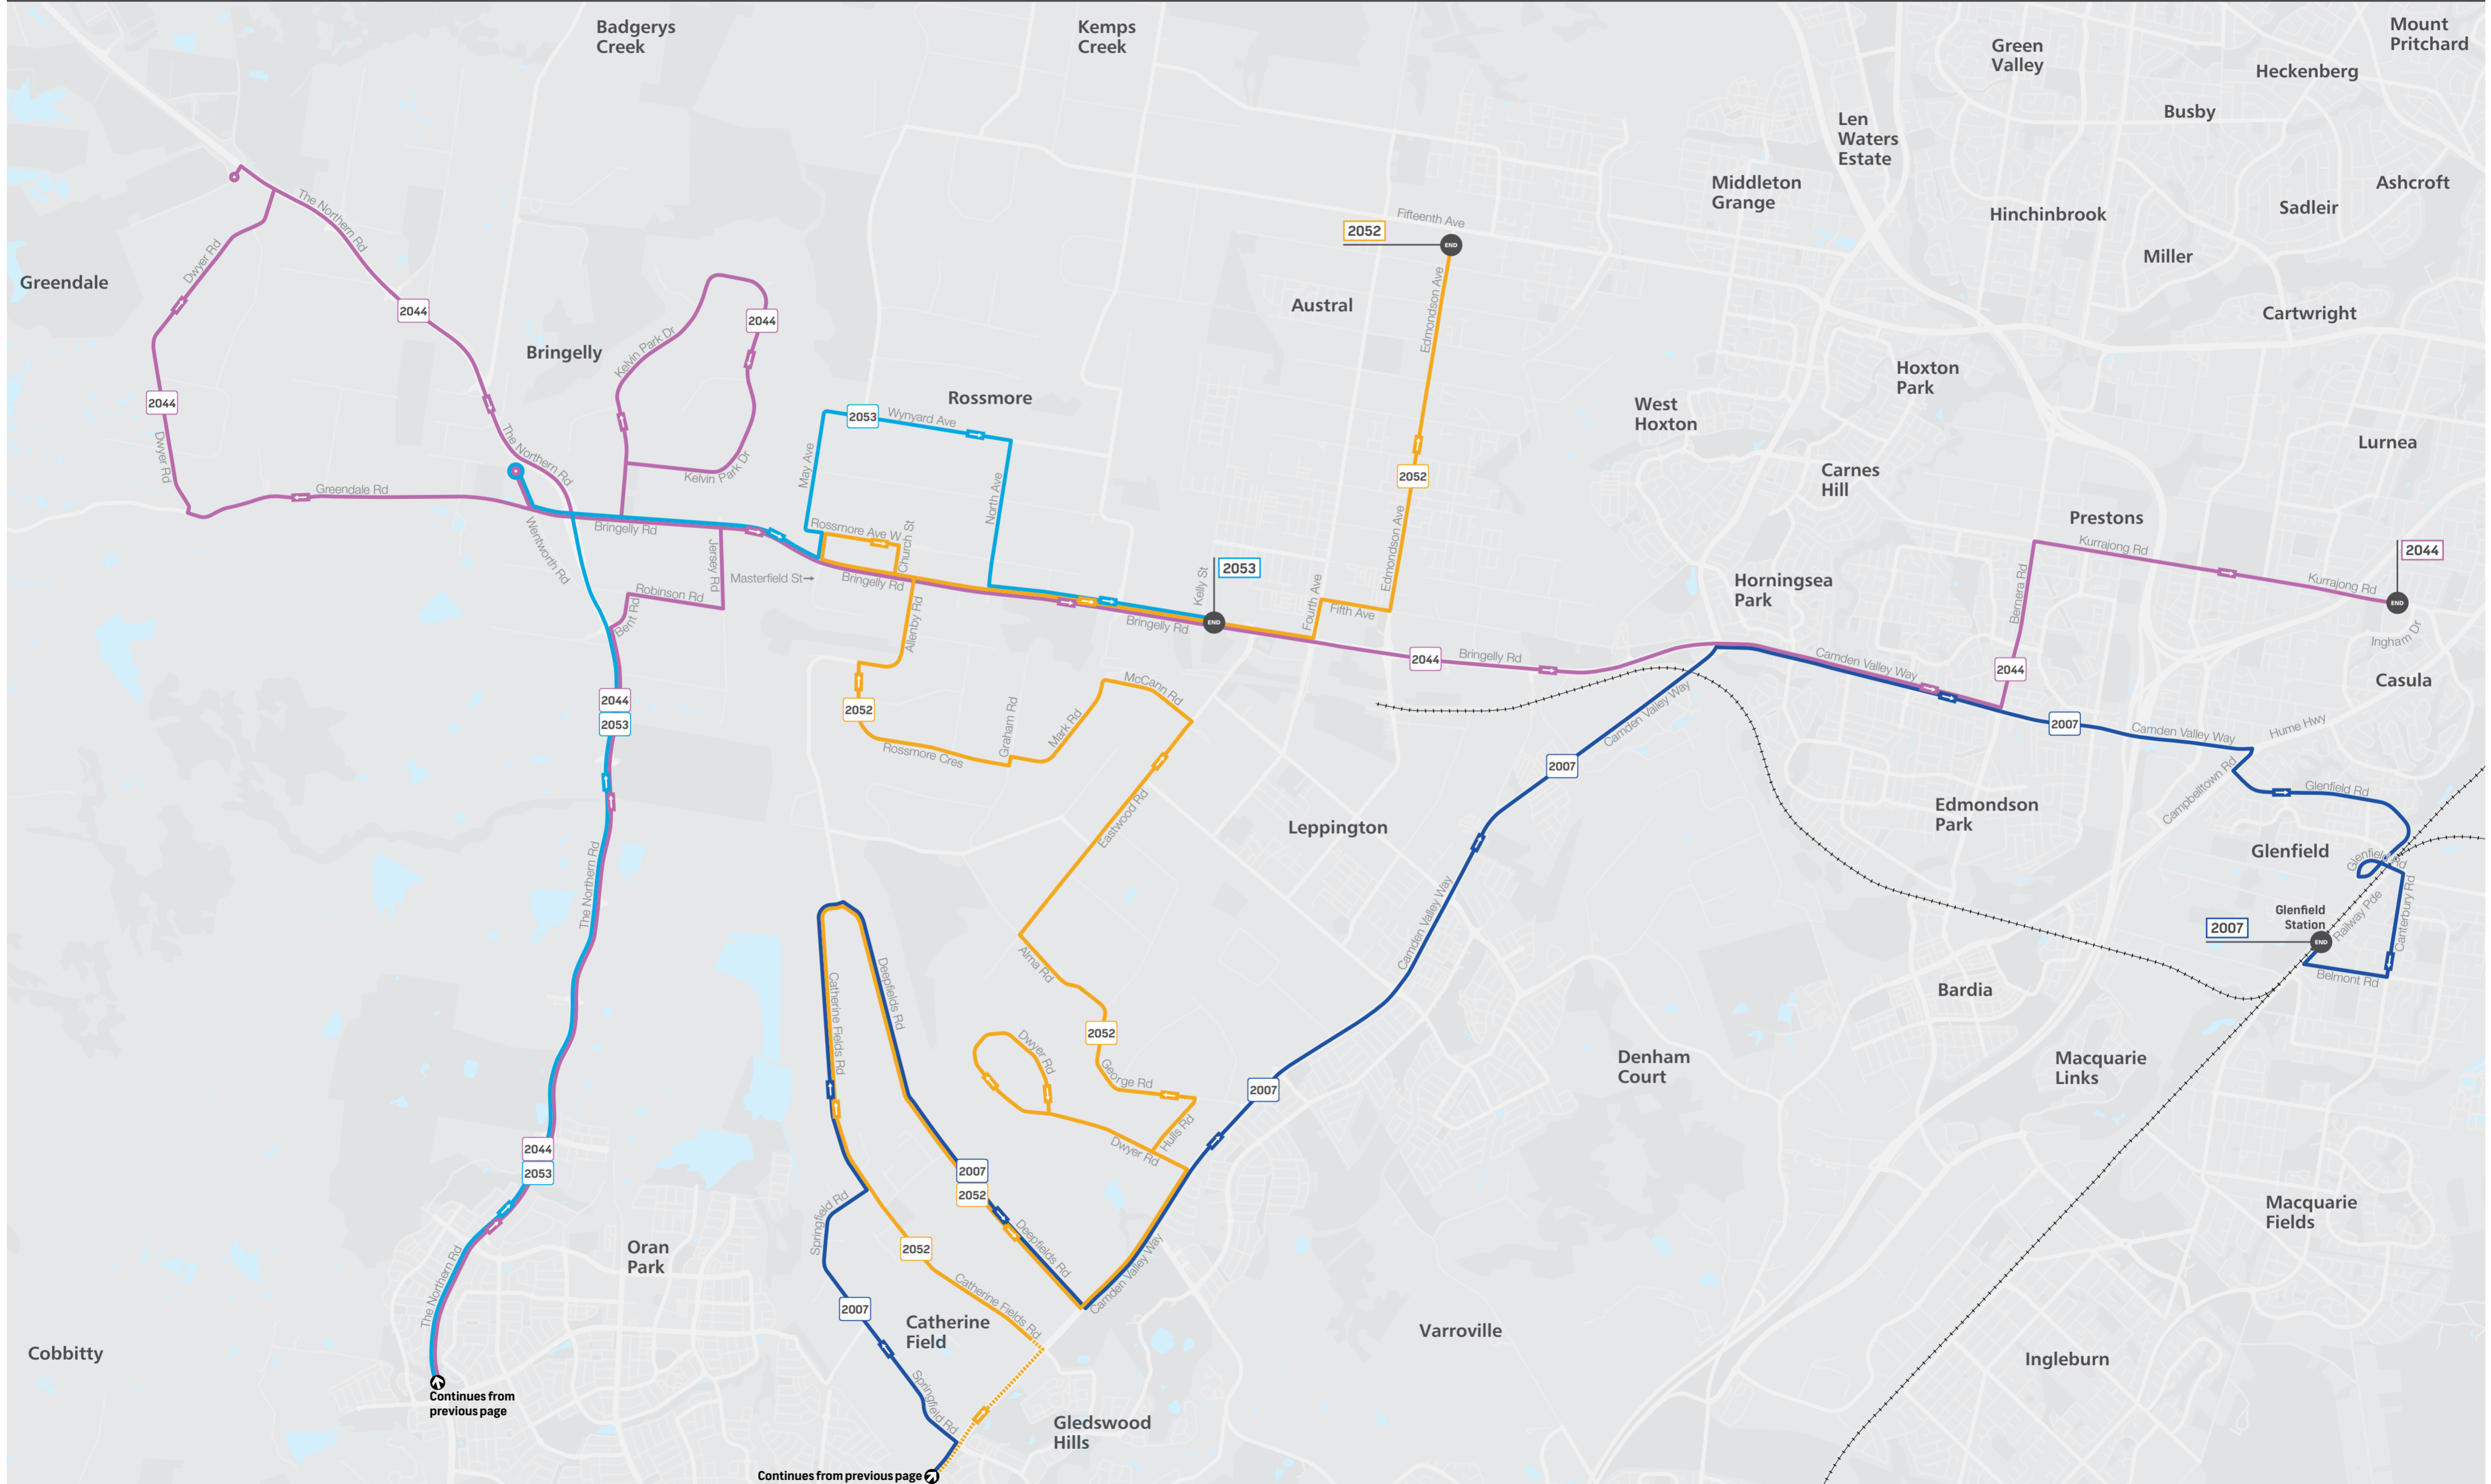 Badgerys
Creek
Kemps
Creek
Green
Valley
Mount
Pritchard
Heckenberg
Busby
Len
Waters
Estate
Middleton
Grange
Ashcroft
Sadleir
Hinchinbrook
Miller
Cartwright
The Northern Rd
Dwyer Rd
Greendale
2044
Fifteenth Ave
2052
END
Edmondson Ave
Austral
2044
Bringelly
Kelvin Park Dr
Hoxton
Park
2044
Dwyer Rd
Rossmore
2053
Wynyard Ave
West
Hoxton
Lurnea
The Northern Rd
May Ave
Kelvin Park Dr
North Ave
2052
Carnes
Hill
Greendale Rd
Wentworth Rd
Bringelly Rd
Rossmore Ave W
Church St
Edmondson Ave
Prestons
Kurrajong Rd
2044
Jersey Rd
Masterfield St→
Bringelly Rd
Kelly St
2053
Horningsea
Park
Bernera Rd
Kurrajong Rd
END
Robinson Rd
Bent Rd
Allenby Rd
Bringelly Rd
END
Fourth Ave
Fifth Ave
Ingham Dr
2044
Bringelly Rd
Camden Valley Way
2044
Casula
2044
2053
2052
McCann Rd
Graham Rd
Mark Rd
Rossmore Cres
Camden Valley Way
2007
2007
Camden Valley Way
Hume Hwy
Campbelltown Rd
Glenfield Rd
Eastwood Rd
Leppington
Edmondson
Park
Glenfield
Glenfield Rd
The Northern Rd
Camden Valley Way
Canterbury Rd
Railway Pde
Glenfield
Station
2007
END
Belmont Rd
Alma Rd
Deepfields Rd
Catherine Fields Rd
Bardia
2052
Dwyer Rd
George Rd
Denham
Court
Macquarie
Links
2007
Hulls Rd
Dwyer Rd
2044
2053
2007
2052
Springfield Rd
Macquarie
Fields
Oran
Park
2052
Deepfields Rd
Camden Valley Way
The Northern Rd
Catherine Fields Rd
2007
Catherine
Field
Varroville
Cobbitty
Ingleburn
Continues from
previous page
Springfield Rd
Gledswood
Hills
Continues from previous page